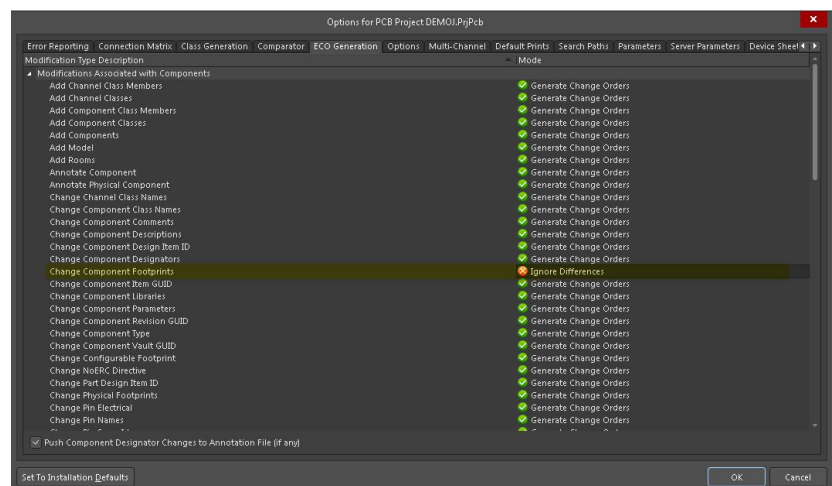 Options for PCB Project DEMOJ.PrjPcb
Error Reporting Connection Matrix Class Generation Comparator ECO Generation Options Multi-Channel Default Prints Search Paths Parameters Server Parameters Device Sheet
Modification Type Description Mode
Modifications Associated with Components
Add Channel Class Members Generate Change Orders
Add Channel Classes Generate Change Orders
Add Component Class Members Generate Change Orders
Add Component Classes Generate Change Orders
Add Components Generate Change Orders
Add Model Generate Change Orders
Add Rooms Generate Change Orders
Annotate Component Generate Change Orders
Annotate Physical Component Generate Change Orders
Change Channel Class Names Generate Change Orders
Change Component Class Names Generate Change Orders
Change Component Comments Generate Change Orders
Change Component Descriptions Generate Change Orders
Change Component Design Item ID Generate Change Orders
Change Component Designators Generate Change Orders
Change Component Footprints Ignore Differences
Change Component Item GUID Generate Change Orders
Change Component Libraries Generate Change Orders
Change Component Parameters Generate Change Orders
Change Component Revision GUID Generate Change Orders
Change Component Type Generate Change Orders
Change Component Vault GUID Generate Change Orders
Change Configurable Footprint Generate Change Orders
Change NoERC Directive Generate Change Orders
Change Part Design Item ID Generate Change Orders
Change Physical Footprints Generate Change Orders
Change Pin Electrical Generate Change Orders
Change Pin Names Generate Change Orders
Push Component Designator Changes to Annotation File (if any)
Set To Installation Defaults OK Cancel